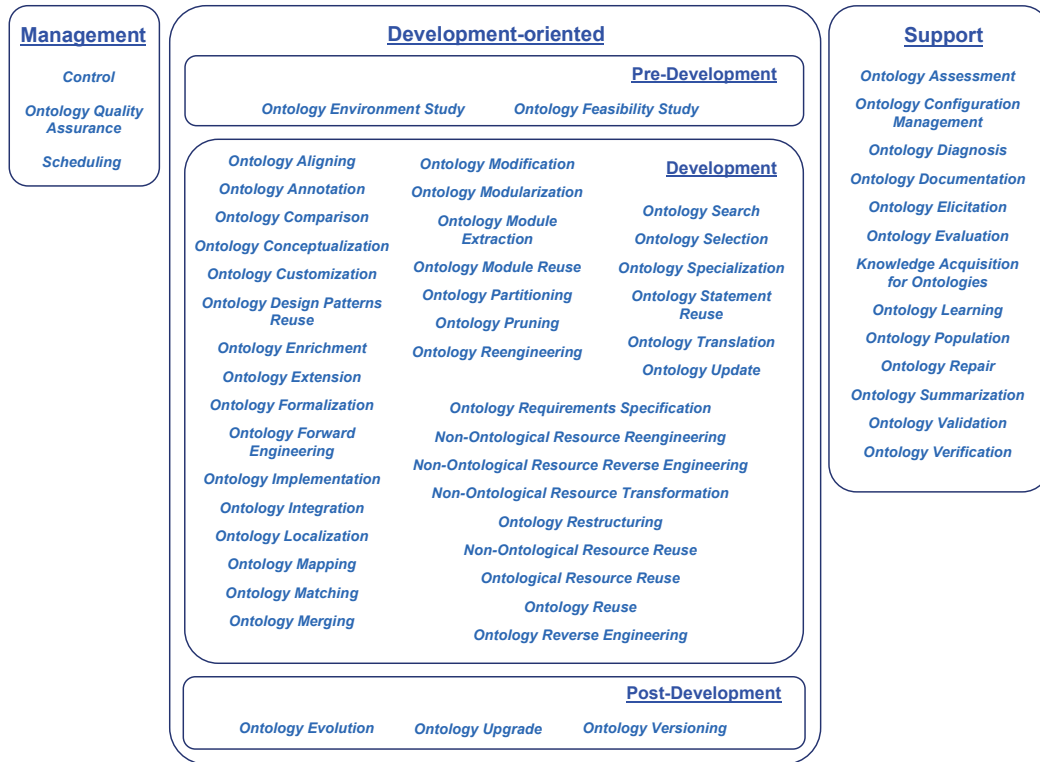 Management
Control
Ontology Quality
Assurance
Scheduling
Development-oriented
Pre-Development
Ontology Environment Study
Ontology Feasibility Study
Development
Ontology Aligning
Ontology Annotation
Ontology Comparison
Ontology Conceptualization
Ontology Customization
Ontology Design Patterns
Reuse
Ontology Enrichment
Ontology Extension
Ontology Formalization
Ontology Forward
Engineering
Ontology Implementation
Ontology Integration
Ontology Localization
Ontology Mapping
Ontology Matching
Ontology Merging
Ontology Modification
Ontology Modularization
Ontology Module
Extraction
Ontology Module Reuse
Ontology Partitioning
Ontology Pruning
Ontology Reengineering
Ontology Search
Ontology Selection
Ontology Specialization
Ontology Statement
Reuse
Ontology Translation
Ontology Update
Ontology Requirements Specification
Non-Ontological Resource Reengineering
Non-Ontological Resource Reverse Engineering
Non-Ontological Resource Transformation
Ontology Restructuring
Non-Ontological Resource Reuse
Ontological Resource Reuse
Ontology Reuse
Ontology Reverse Engineering
Post-Development
Ontology Evolution
Ontology Upgrade
Ontology Versioning
Support
Ontology Assessment
Ontology Configuration
Management
Ontology Diagnosis
Ontology Documentation
Ontology Elicitation
Ontology Evaluation
Knowledge Acquisition
for Ontologies
Ontology Learning
Ontology Population
Ontology Repair
Ontology Summarization
Ontology Validation
Ontology Verification